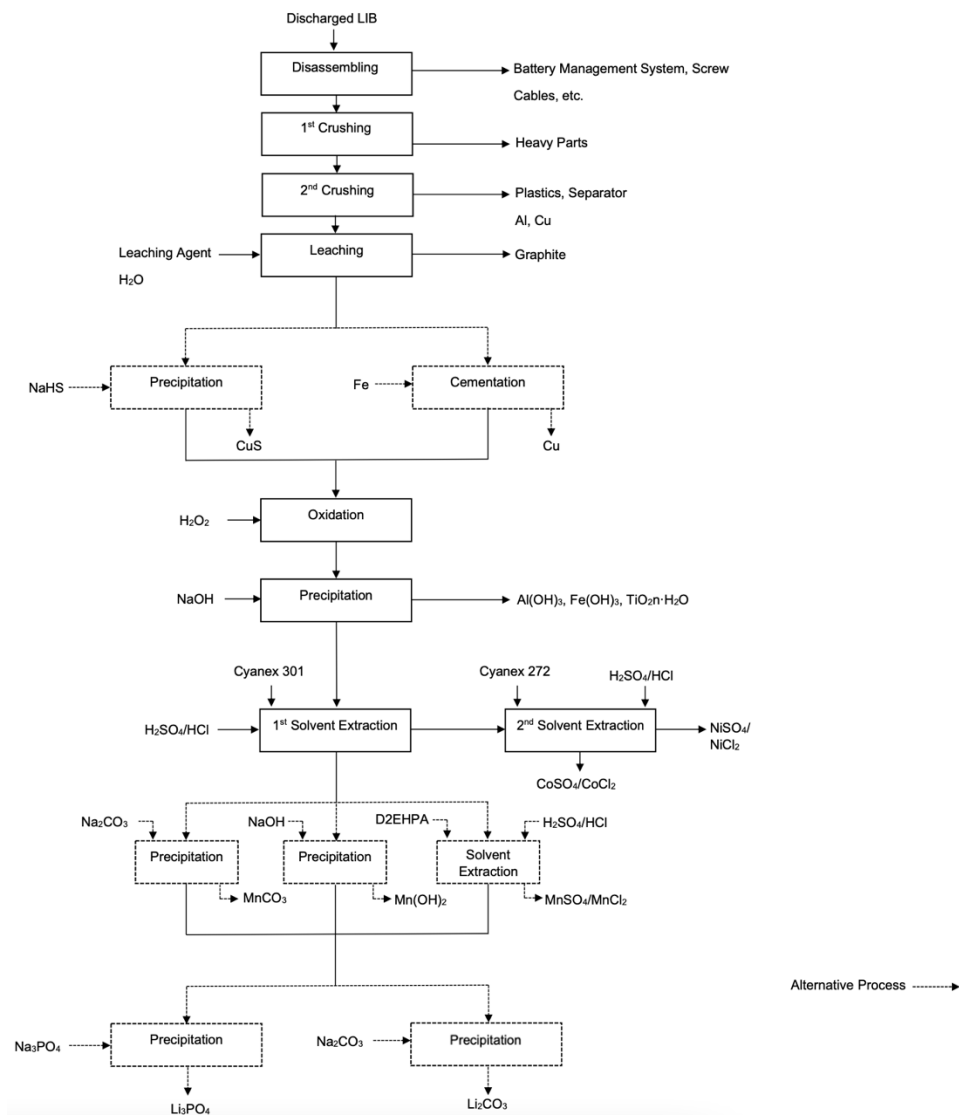 Discharged LIB
Disassembling
Battery Management System, Screw
Cables, etc.
1st Crushing
Heavy Parts
2nd Crushing
Plastics, Separator
Al, Cu
Leaching Agent
H₂O
Leaching
Graphite
NaHS
Precipitation
CuS
Fe
Cementation
Cu
H₂O₂
Oxidation
NaOH
Precipitation
Al(OH)₃, Fe(OH)₃, TiO₂n·H₂O
Cyanex 301
Cyanex 272
H₂SO₄/HCl
H₂SO₄/HCl
1st Solvent Extraction
2nd Solvent Extraction
NiSO₄/
NiCl₂
CoSO₄/CoCl₂
Na₂CO₃
NaOH
D2EHPA
H₂SO₄/HCl
Precipitation
Precipitation
Solvent
Extraction
MnCO₃
Mn(OH)₂
MnSO₄/MnCl₂
Alternative Process
Na₃PO₄
Precipitation
Na₂CO₃
Precipitation
Li₃PO₄
Li₂CO₃